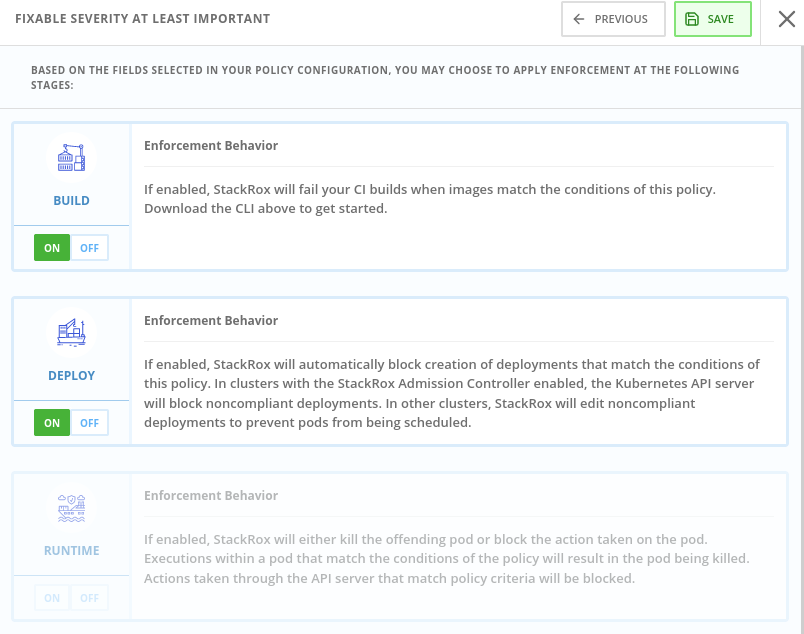 FIXABLE SEVERITY AT LEAST IMPORTANT
PREVIOUS
SAVE
BASED ON THE FIELDS SELECTED IN YOUR POLICY CONFIGURATION, YOU MAY CHOOSE TO APPLY ENFORCEMENT AT THE FOLLOWING
STAGES:
BUILD
ON OFF
Enforcement Behavior
If enabled, StackRox will fail your CI builds when images match the conditions of this policy.
Download the CLI above to get started.
DEPLOY
ON OFF
Enforcement Behavior
If enabled, StackRox will automatically block creation of deployments that match the conditions of
this policy. In clusters with the StackRox Admission Controller enabled, the Kubernetes API server
will block noncompliant deployments. In other clusters, StackRox will edit noncompliant
deployments to prevent pods from being scheduled.
RUNTIME
ON OFF
Enforcement Behavior
If enabled, StackRox will either kill the offending pod or block the action taken on the pod.
Executions within a pod that match the conditions of the policy will result in the pod being killed.
Actions taken through the API server that match policy criteria will be blocked.